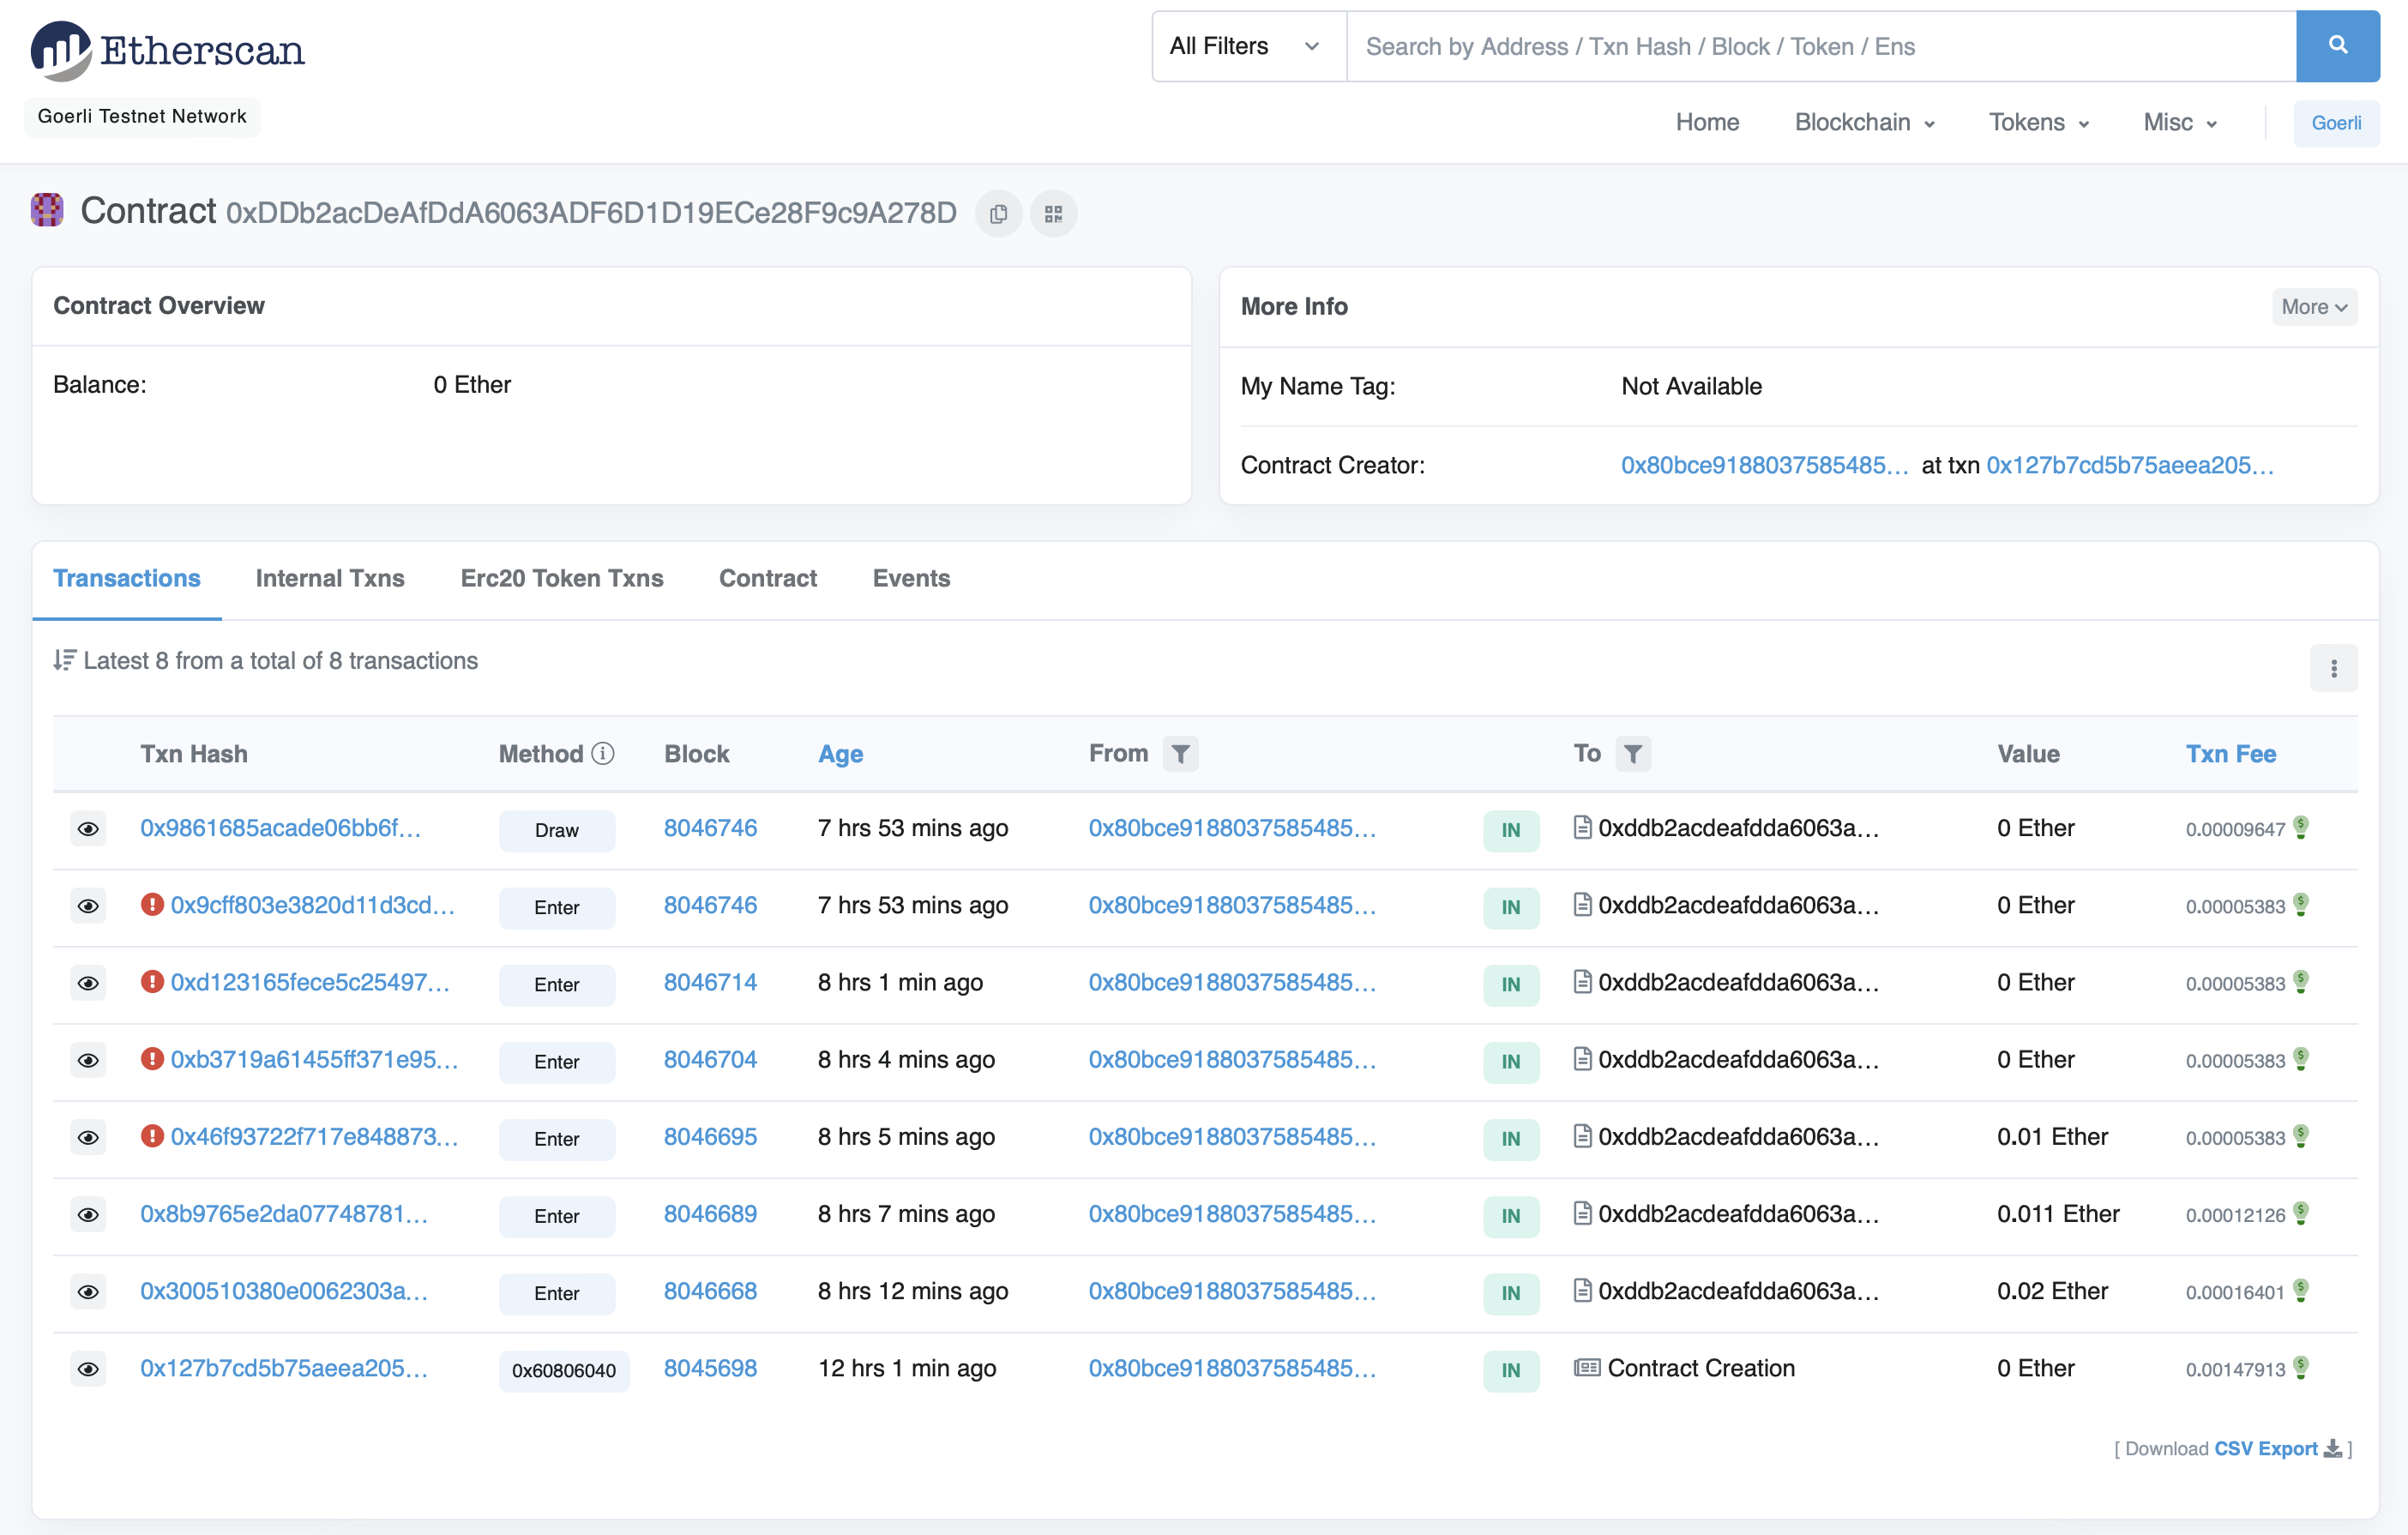 Etherscan
All Filters
Search by Address / Txn Hash / Block / Token / Ens
Goerli Testnet Network
Home Blockchain Tokens Misc Goerli
Contract 0xDDb2acDeAfDdA6063ADF6D1D19ECe28F9c9A278D
Contract Overview
Balance: 0 Ether
More Info More
My Name Tag: Not Available
Contract Creator: 0x80bce9188037585485... at txn 0x127b7cd5b75aeea205...
Transactions Internal Txns Erc20 Token Txns Contract Events
Latest 8 from a total of 8 transactions
Txn Hash Method Block Age From To Value Txn Fee
0x9861685acade06bb6f... Draw 8046746 7 hrs 53 mins ago 0x80bce9188037585485... IN 0xddb2acdeafdda6063a... 0 Ether 0.00009647
0x9cff803e3820d11d3cd... Enter 8046746 7 hrs 53 mins ago 0x80bce9188037585485... IN 0xddb2acdeafdda6063a... 0 Ether 0.00005383
0xd123165fece5c25497... Enter 8046714 8 hrs 1 min ago 0x80bce9188037585485... IN 0xddb2acdeafdda6063a... 0 Ether 0.00005383
0xb3719a61455ff371e95... Enter 8046704 8 hrs 4 mins ago 0x80bce9188037585485... IN 0xddb2acdeafdda6063a... 0 Ether 0.00005383
0x46f93722f717e848873... Enter 8046695 8 hrs 5 mins ago 0x80bce9188037585485... IN 0xddb2acdeafdda6063a... 0.01 Ether 0.00005383
0x8b9765e2da07748781... Enter 8046689 8 hrs 7 mins ago 0x80bce9188037585485... IN 0xddb2acdeafdda6063a... 0.011 Ether 0.00012126
0x300510380e0062303a... Enter 8046668 8 hrs 12 mins ago 0x80bce9188037585485... IN 0xddb2acdeafdda6063a... 0.02 Ether 0.00016401
0x127b7cd5b75aeea205... 0x60806040 8045698 12 hrs 1 min ago 0x80bce9188037585485... IN Contract Creation 0 Ether 0.00147913
[ Download CSV Export ]